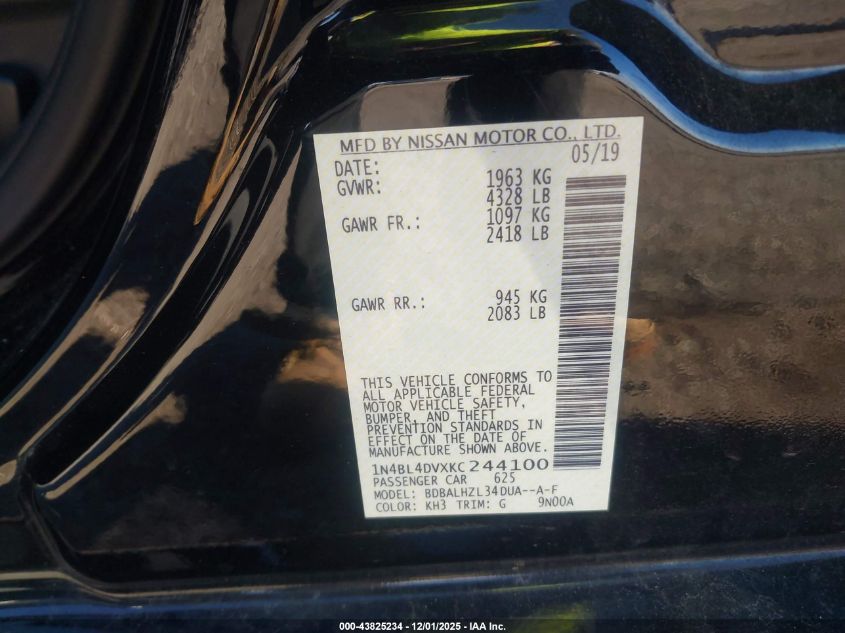 MFD BY NISSAN MOTOR CO., LTD.
DATE: 05/19
GVWR: 1963 KG
4328 LB
GAWR FR.: 1097 KG
2418 LB
GAWR RR.: 945 KG
2083 LB
THIS VEHICLE CONFORMS TO
ALL APPLICABLE FEDERAL
MOTOR VEHICLE SAFETY,
BUMPER, AND THEFT
PREVENTION STANDARDS IN
EFFECT ON THE DATE OF
MANUFACTURE SHOWN ABOVE.
1N4BL4DVXKC244100
PASSENGER CAR 625
MODEL: BDBALHZL34DUA--A-F
COLOR: KH3 TRIM: G 9N00A
000-43825234 - 12/01/2025 - IAA Inc.